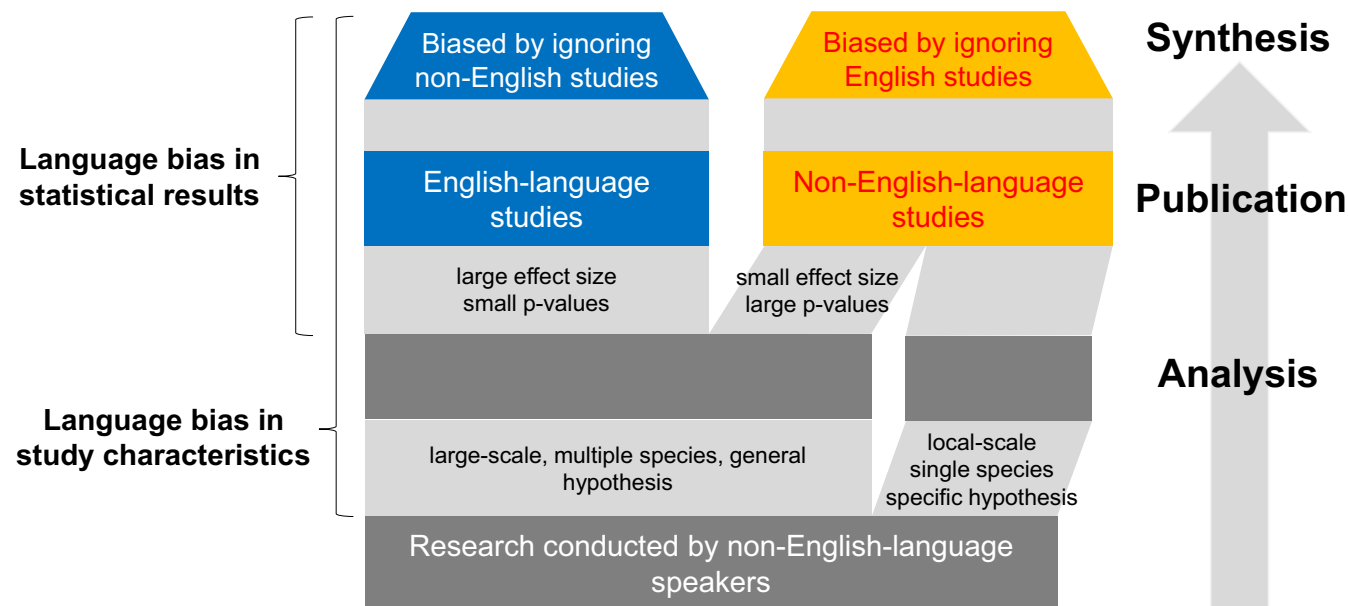 Biased by ignoring
non-English studies
Biased by ignoring
English studies
Synthesis
Language bias in
statistical results
English-language
studies
Non-English-language
studies
Publication
large effect size
small p-values
small effect size
large p-values
Analysis
Language bias in
study characteristics
large-scale, multiple species, general
hypothesis
local-scale
single species
specific hypothesis
Research conducted by non-English-language
speakers